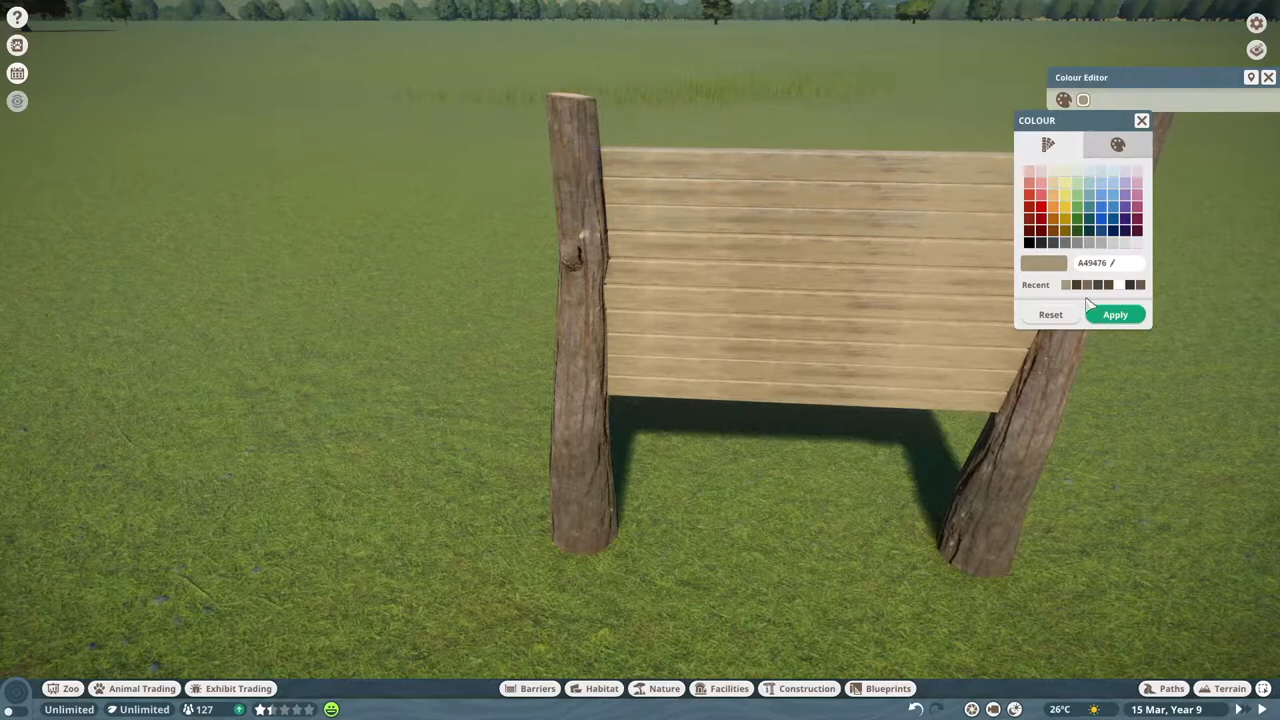 Colour Editor
COLOUR
A49476
Recent
Reset Apply
Zoo Animal Trading Exhibit Trading Barriers Habitat Nature Facilities Construction Blueprints Paths Terrain
Unlimited Unlimited 127 26°C 15 Mar, Year 9